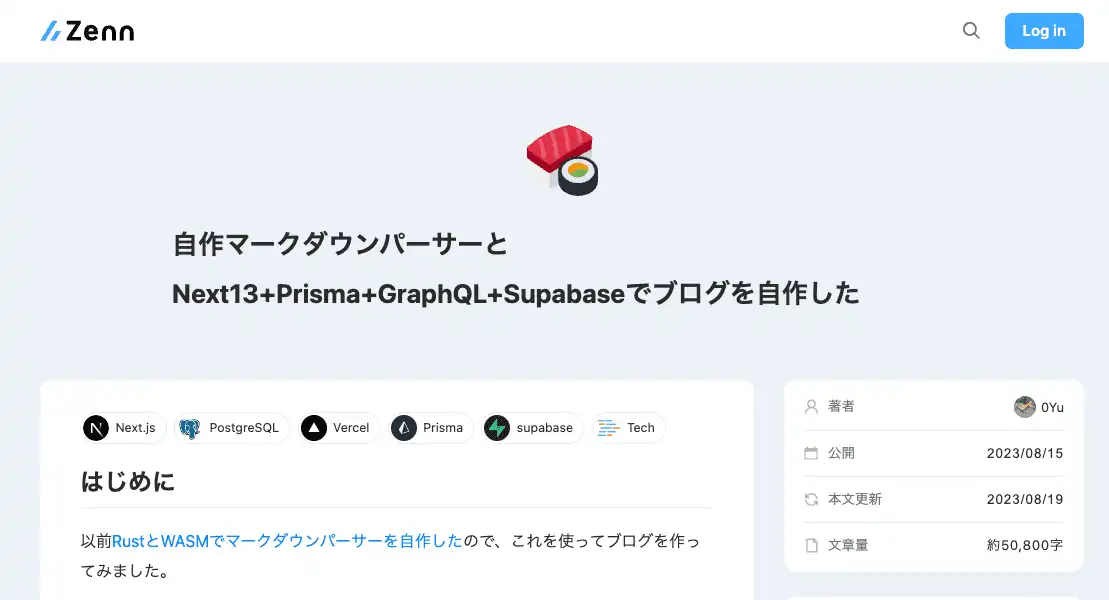 Zenn
Log in
自作マークダウンパーサーと
Next13+Prisma+GraphQL+Supabaseでブログを自作した
Next.js
PostgreSQL
Vercel
Prisma
supabase
Tech
はじめに
以前RustとWASMでマークダウンパーサーを自作したので、これを使ってブログを作っ
てみました。
著者 0Yu
公開 2023/08/15
本文更新 2023/08/19
文章量 約50,800字